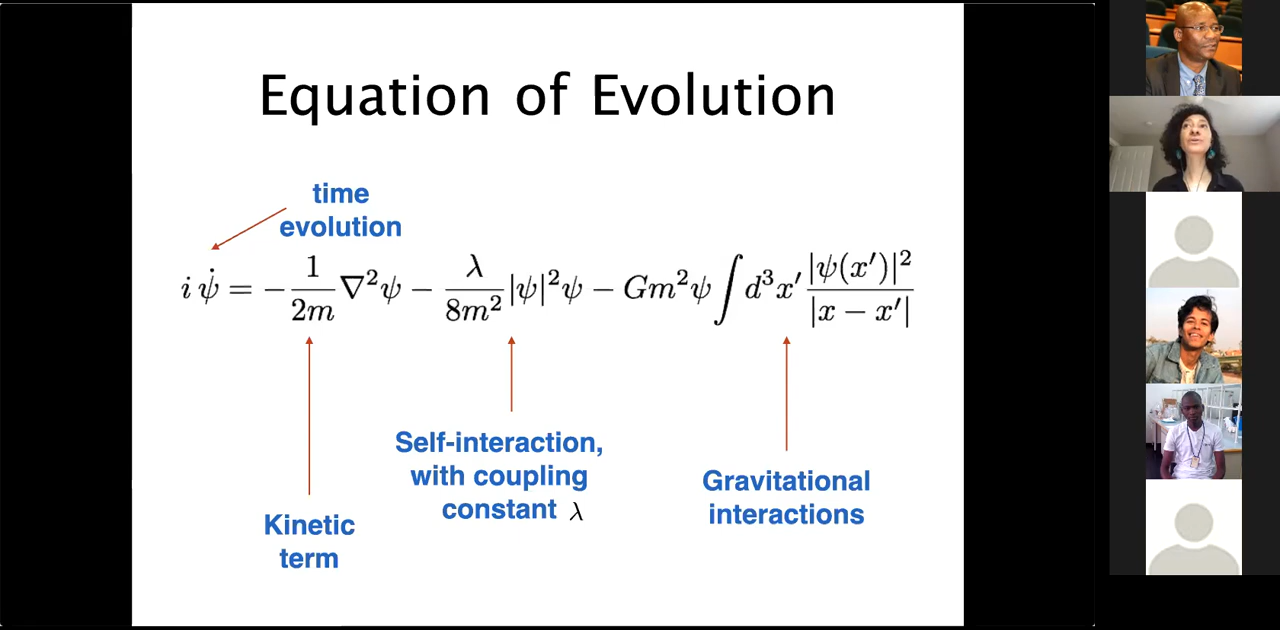 Equation of Evolution
time
evolution
i ψ̇ = − 1/2m ∇²ψ − λ/8m² |ψ|²ψ − Gm²ψ ∫ d³x′ |ψ(x′)|²/|x − x′|
Self-interaction,
with coupling
constant λ
Gravitational
interactions
Kinetic
term